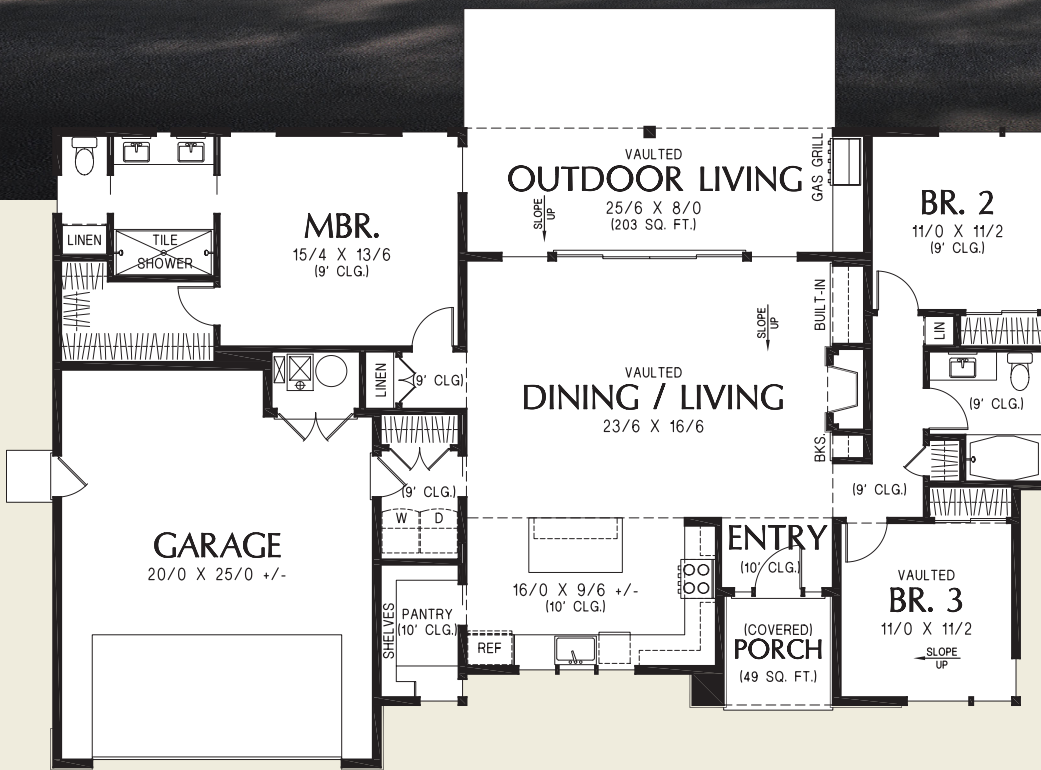 LINEN
TILE
SHOWER
MBR.
15/4 X 13/6
(9' CLG.)
VAULTED
OUTDOOR LIVING
25/6 X 8/0
(203 SQ. FT.)
SLOPE
UP
GAS GRILL
BR. 2
11/0 X 11/2
(9' CLG.)
LINEN
(9' CLG)
VAULTED
DINING / LIVING
23/6 X 16/6
SLOPE
UP
BUILT-IN
BKS.
LIN
(9' CLG.)
(9' CLG.)
(9' CLG.)
W
D
GARAGE
20/0 X 25/0 +/-
SHELVES
PANTRY
(10' CLG.)
16/0 X 9/6 +/-
(10' CLG.)
REF
ENTRY
(10' CLG.)
(COVERED)
PORCH
(49 SQ. FT.)
VAULTED
BR. 3
11/0 X 11/2
SLOPE
UP